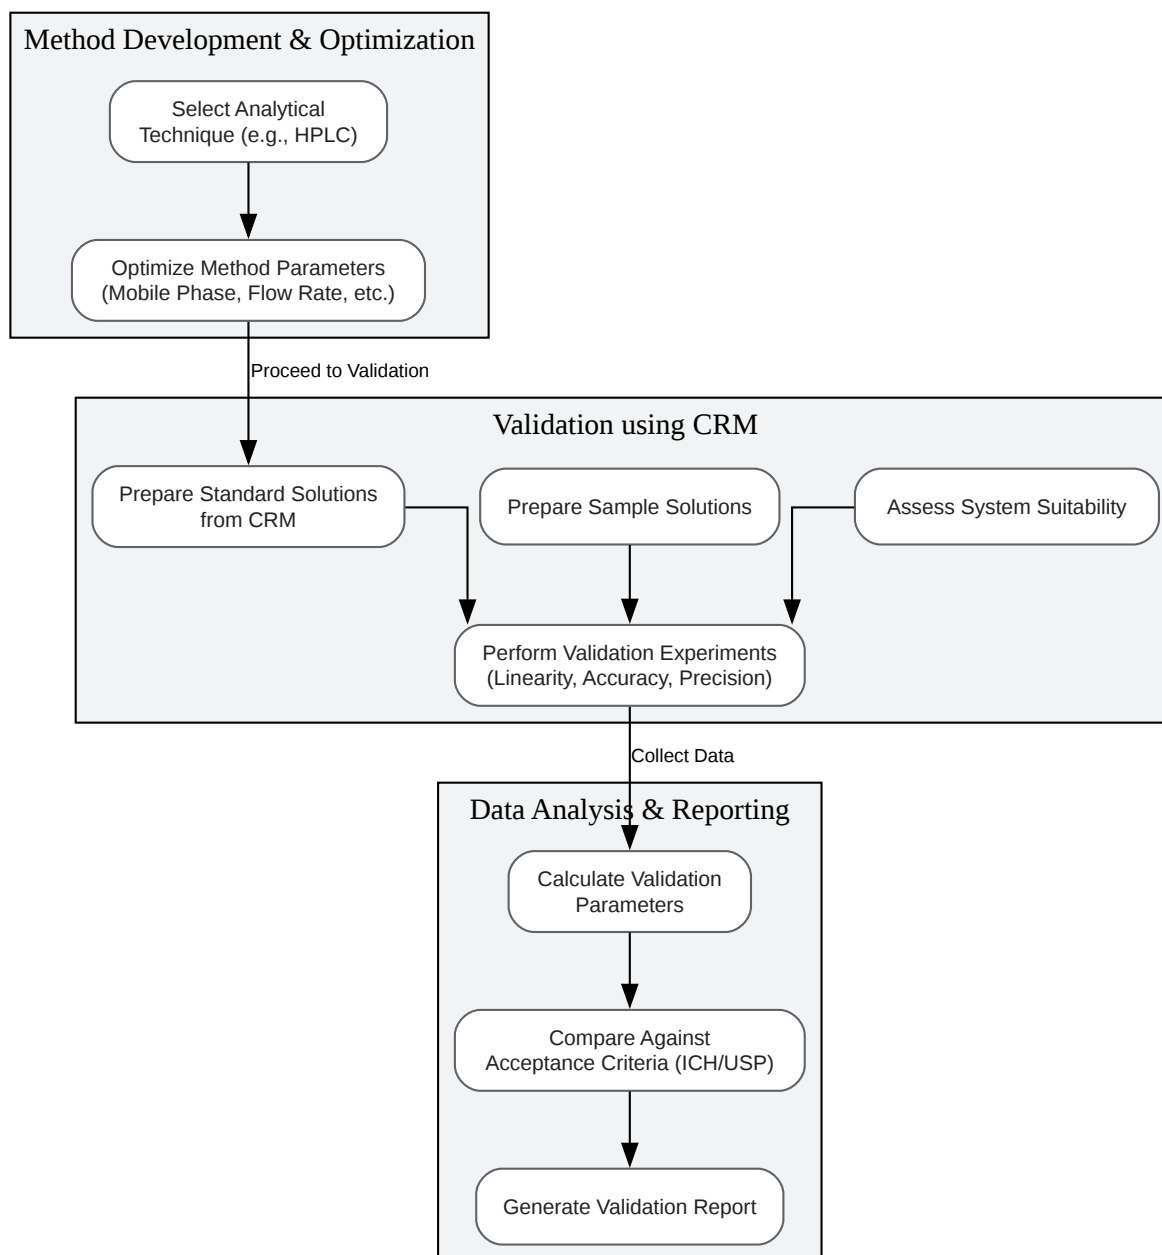 Method Development & Optimization
Select Analytical
Technique (e.g., HPLC)
Optimize Method Parameters
(Mobile Phase, Flow Rate, etc.)
Proceed to Validation
Validation using CRM
Prepare Standard Solutions
from CRM
Prepare Sample Solutions
Assess System Suitability
Perform Validation Experiments
(Linearity, Accuracy, Precision)
Collect Data
Data Analysis & Reporting
Calculate Validation
Parameters
Compare Against
Acceptance Criteria (ICH/USP)
Generate Validation Report